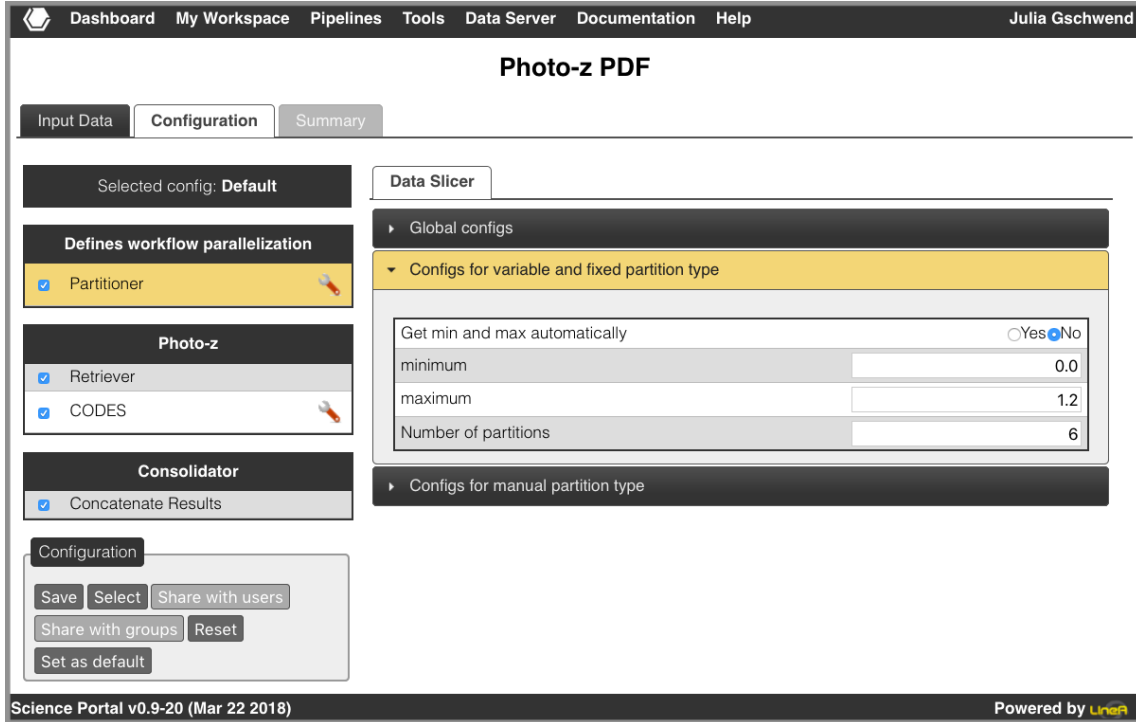 Dashboard My Workspace Pipelines Tools Data Server Documentation Help Julia Gschwend
Photo-z PDF
Input Data Configuration Summary
Selected config: Default
Defines workflow parallelization
Partitioner
Photo-z
Retriever
CODES
Consolidator
Concatenate Results
Configuration
Save Select Share with users
Share with groups Reset
Set as default
Data Slicer
Global configs
Configs for variable and fixed partition type
Get min and max automatically Yes No
minimum 0.0
maximum 1.2
Number of partitions 6
Configs for manual partition type
Science Portal v0.9-20 (Mar 22 2018) Powered by LIneA